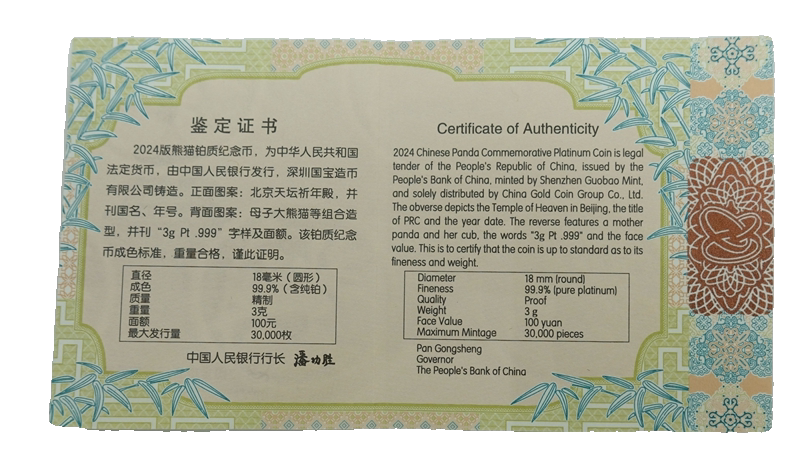 鉴定证书
2024版熊猫铂质纪念币，为中华人民共和国
法定货币，由中国人民银行发行，深圳国宝造币
有限公司铸造。正面图案：北京天坛祈年殿，并
刊国名、年号。背面图案：母子大熊猫等组合造
型，并刊“3g Pt .999”字样及面额。该铂质纪念
币成色标准，重量合格，谨此证明。
直径 18毫米（圆形）
成色 99.9%（含纯铂）
质量 精制
重量 3克
面额 100元
最大发行量 30,000枚
中国人民银行行长 潘功胜
Certificate of Authenticity
2024 Chinese Panda Commemorative Platinum Coin is legal
tender of the People's Republic of China, issued by the
People's Bank of China, minted by Shenzhen Guobao Mint,
and solely distributed by China Gold Coin Group Co., Ltd.
The obverse depicts the Temple of Heaven in Beijing, the title
of PRC and the year date. The reverse features a mother
panda and her cub, the words "3g Pt .999" and the face
value. This is to certify that the coin is up to standard as to its
fineness and weight.
Diameter 18 mm (round)
Fineness 99.9% (pure platinum)
Quality Proof
Weight 3 g
Face Value 100 yuan
Maximum Mintage 30,000 pieces
Pan Gongsheng
Governor
The People's Bank of China